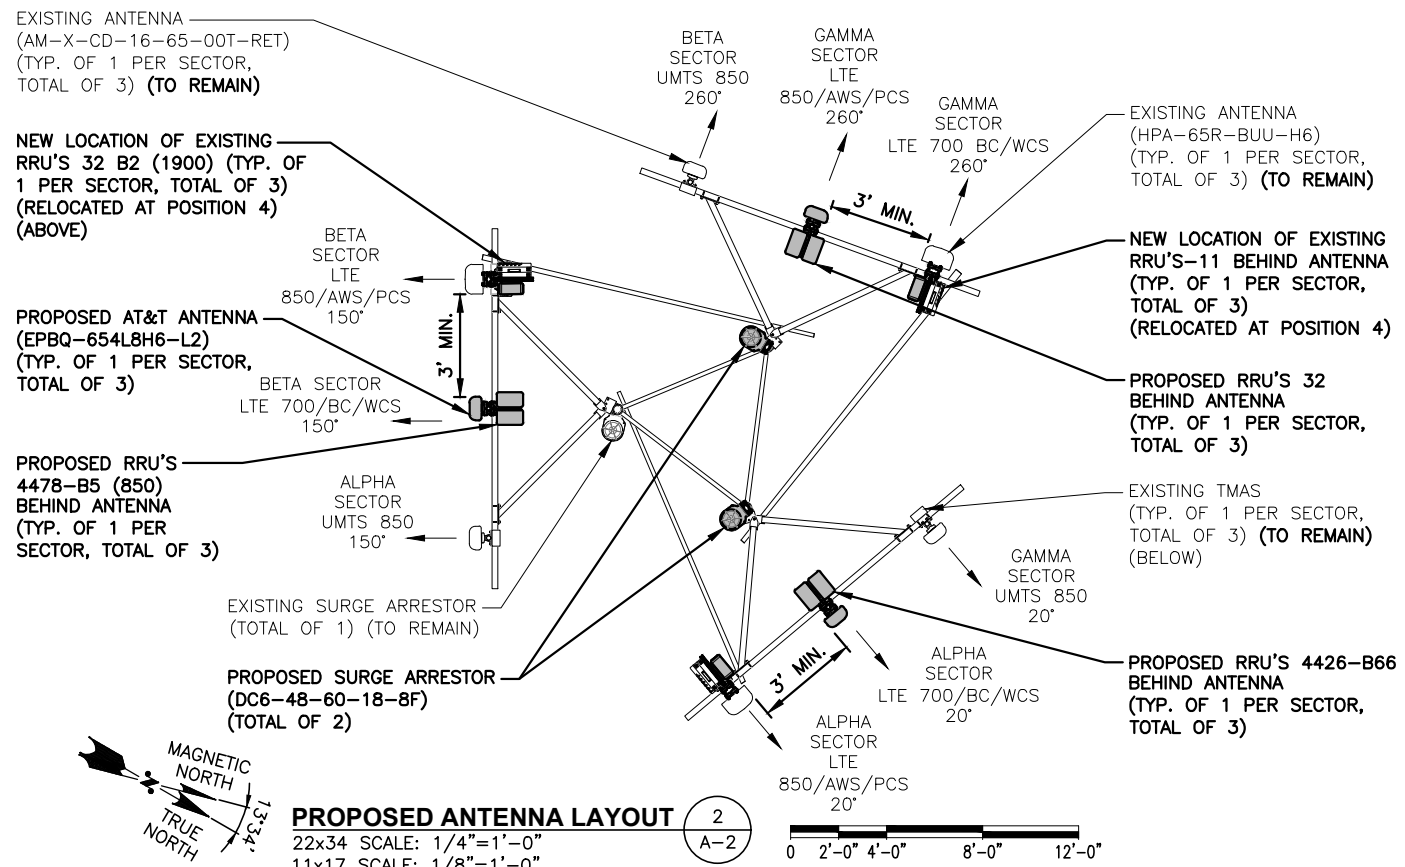 EXISTING ANTENNA
(AM-X-CD-16-65-00T-RET)
(TYP. OF 1 PER SECTOR,
TOTAL OF 3) (TO REMAIN)
NEW LOCATION OF EXISTING
RRU'S 32 B2 (1900) (TYP. OF
1 PER SECTOR, TOTAL OF 3)
(RELOCATED AT POSITION 4)
(ABOVE)
PROPOSED AT&T ANTENNA
(EPBQ-654L8H6-L2)
(TYP. OF 1 PER SECTOR,
TOTAL OF 3)
PROPOSED RRU'S
4478-B5 (850)
BEHIND ANTENNA
(TYP. OF 1 PER
SECTOR, TOTAL OF 3)
BETA
SECTOR
LTE
850/AWS/PCS
150°
3' MIN.
BETA SECTOR
LTE 700/BC/WCS
150°
ALPHA
SECTOR
UMTS 850
150°
EXISTING SURGE ARRESTOR
(TOTAL OF 1) (TO REMAIN)
PROPOSED SURGE ARRESTOR
(DC6-48-60-18-8F)
(TOTAL OF 2)
BETA
SECTOR
UMTS 850
260°
GAMMA
SECTOR
LTE
850/AWS/PCS
260°
GAMMA
SECTOR
LTE 700 BC/WCS
260°
3' MIN.
EXISTING ANTENNA
(HPA-65R-BUU-H6)
(TYP. OF 1 PER SECTOR,
TOTAL OF 3) (TO REMAIN)
NEW LOCATION OF EXISTING
RRU'S-11 BEHIND ANTENNA
(TYP. OF 1 PER SECTOR,
TOTAL OF 3)
(RELOCATED AT POSITION 4)
PROPOSED RRU'S 32
BEHIND ANTENNA
(TYP. OF 1 PER SECTOR,
TOTAL OF 3)
EXISTING TMAS
(TYP. OF 1 PER SECTOR,
TOTAL OF 3) (TO REMAIN)
(BELOW)
GAMMA
SECTOR
UMTS 850
20°
PROPOSED RRU'S 4426-B66
BEHIND ANTENNA
(TYP. OF 1 PER SECTOR,
TOTAL OF 3)
3' MIN.
ALPHA
SECTOR
LTE 700/BC/WCS
20°
ALPHA
SECTOR
LTE
850/AWS/PCS
20°
MAGNETIC
NORTH
N
TRUE
NORTH
13°34'
PROPOSED ANTENNA LAYOUT
2
A-2
22x34 SCALE: 1/4"=1'-0"
11x17 SCALE: 1/8"=1'-0"
0 2'-0" 4'-0" 8'-0" 12'-0"